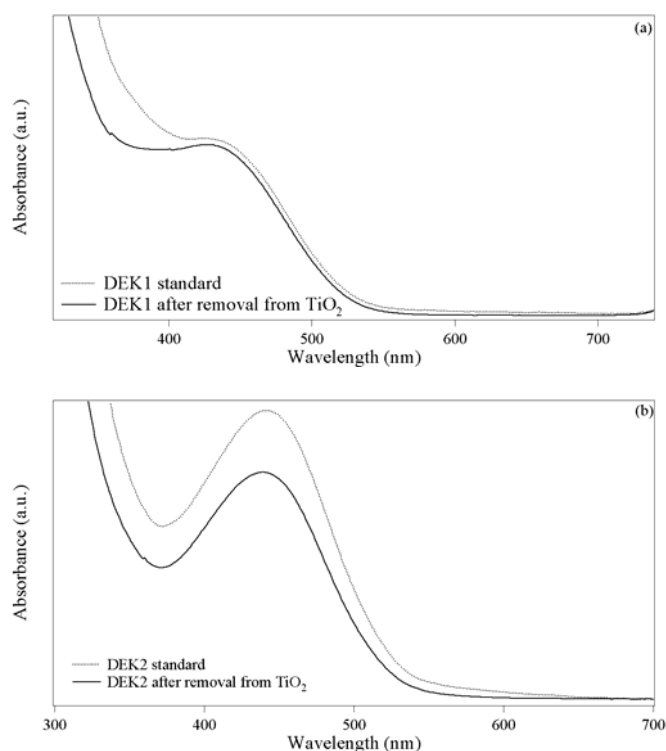 (a)
Absorbance (a.u.)
DEK1 standard
DEK1 after removal from TiO₂
400 500 600 700
Wavelength (nm)
(b)
Absorbance (a.u.)
DEK2 standard
DEK2 after removal from TiO₂
300 400 500 600 700
Wavelength (nm)